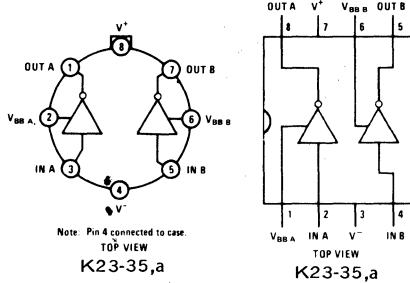 V+
8
OUT A 1 7 OUT B
VBB A, 2 6 VBB B
IN A 3 5 IN B
4
V−
Note: Pin 4 connected to case.
TOP VIEW
K23-35,a
OUT A V+ VBB B OUT B
8 7 6 5
1 2 3 4
VBB A IN A V− IN B
TOP VIEW
K23-35,a